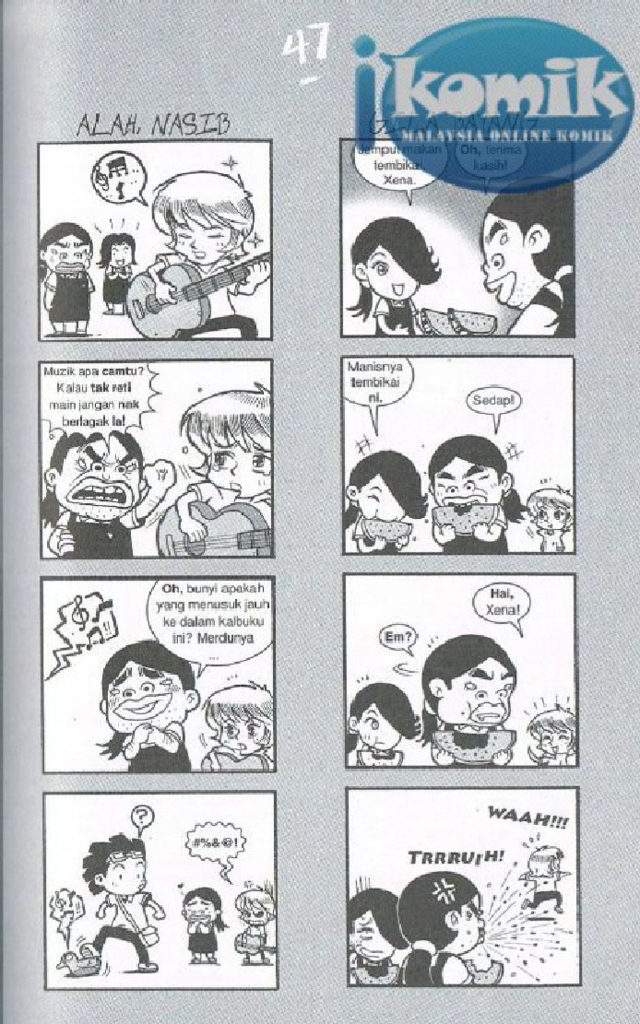 47
ikomik
MALAYSIA ONLINE KOMIK
ALAH, NASIB
Muzik apa camtu?
Kalau tak reti
main jangan nak
berlagak la!
Oh, bunyi apakah
yang menusuk jauh
ke dalam kalbuku
ini? Merdunya
?
#%&@!
Jemput makan
tembikai,
Xena.
Oh, terima
kasih!
Manisnya
tembikai
ni.
Sedap!
Hai,
Xena!
Em?
WAAH!!!
TRRRUIH!